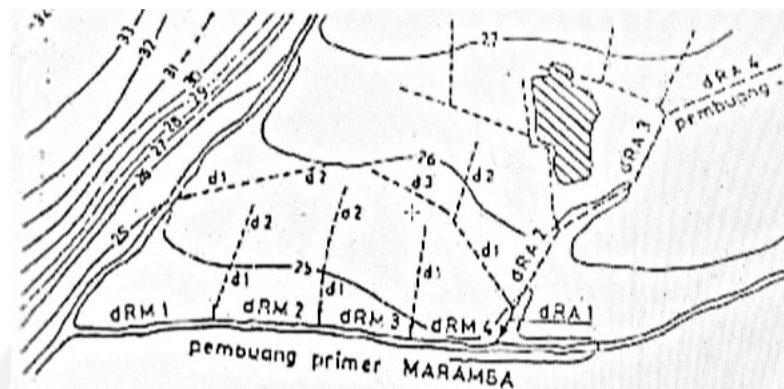 33
32
31
30
29
28
27
26
25
27
dRA 4
pembuang
dRA 3
26
d1
d2
d3
d2
d2
d2
d1
dRA 2
25
d1
d1
d1
dRM 1
dRM 2
dRM 3
dRM 4
dRA 1
pembuang primer MARAMBA